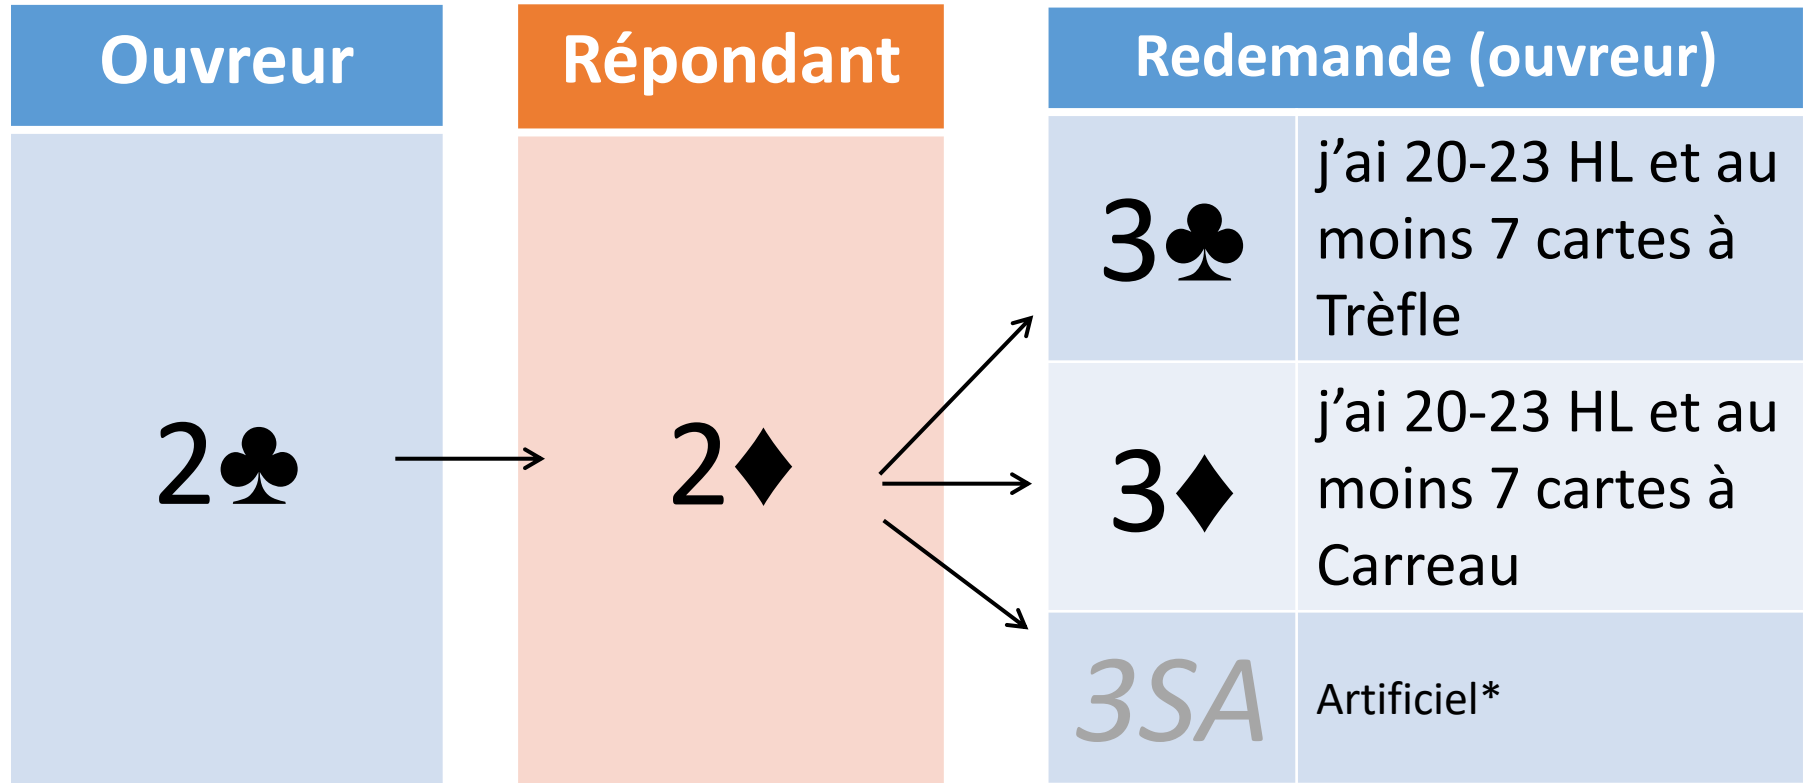 Ouvreur
Répondant
Redemande (ouvreur)
2♣
2♦
3♣
j’ai 20-23 HL et au
moins 7 cartes à
Trèfle
3♦
j’ai 20-23 HL et au
moins 7 cartes à
Carreau
3SA
Artificiel*